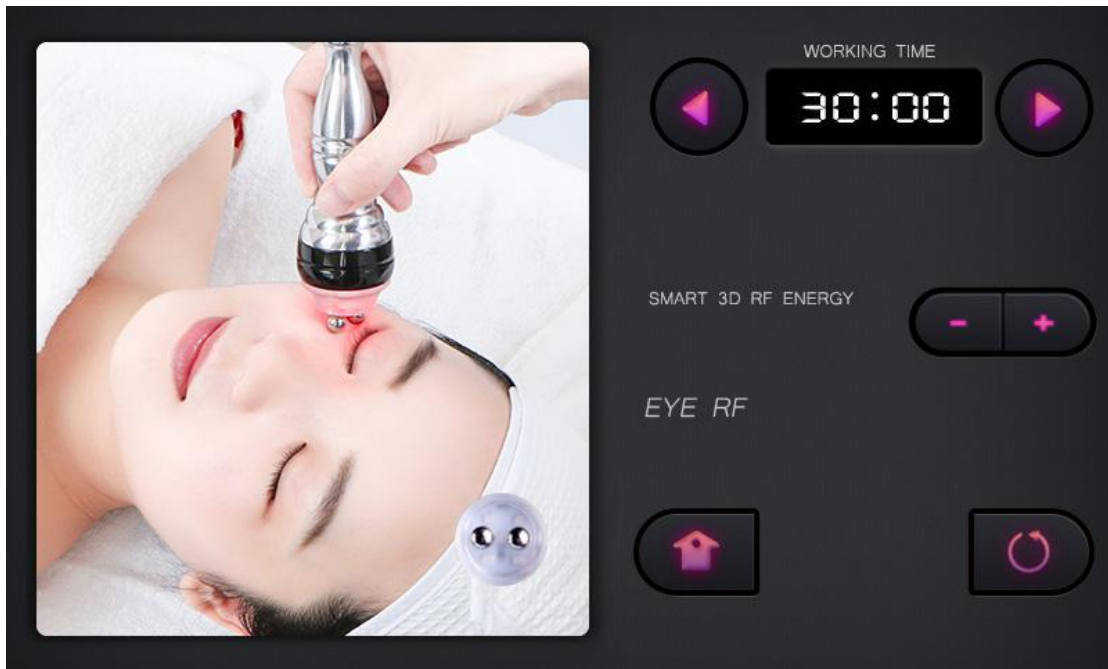 WORKING TIME
30:00
SMART 3D RF ENERGY
- +
EYE RF